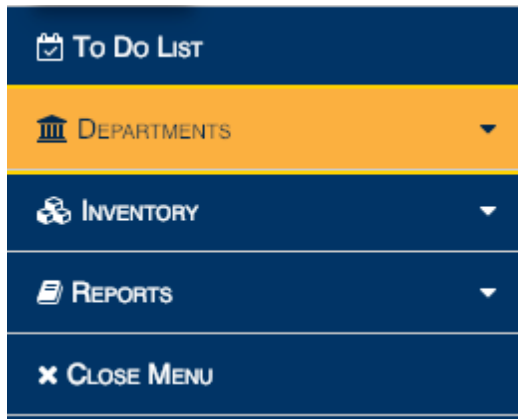 To Do List
Departments
Inventory
Reports
Close Menu